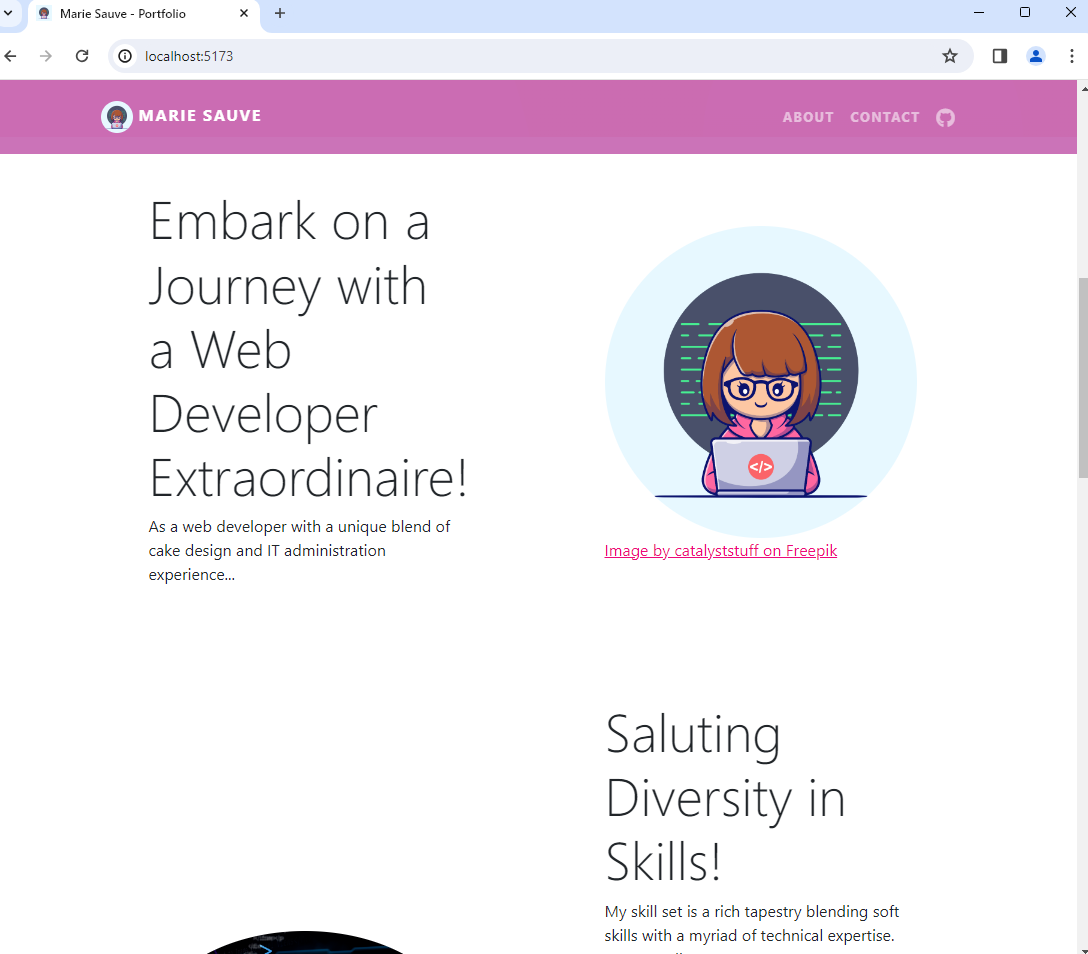 Marie Sauve - Portfolio
localhost:5173
MARIE SAUVE
ABOUT CONTACT
Embark on a
Journey with
a Web
Developer
Extraordinaire!
As a web developer with a unique blend of
cake design and IT administration
experience...
</>
Image by catalyststuff on Freepik
Saluting
Diversity in
Skills!
My skill set is a rich tapestry blending soft
skills with a myriad of technical expertise.